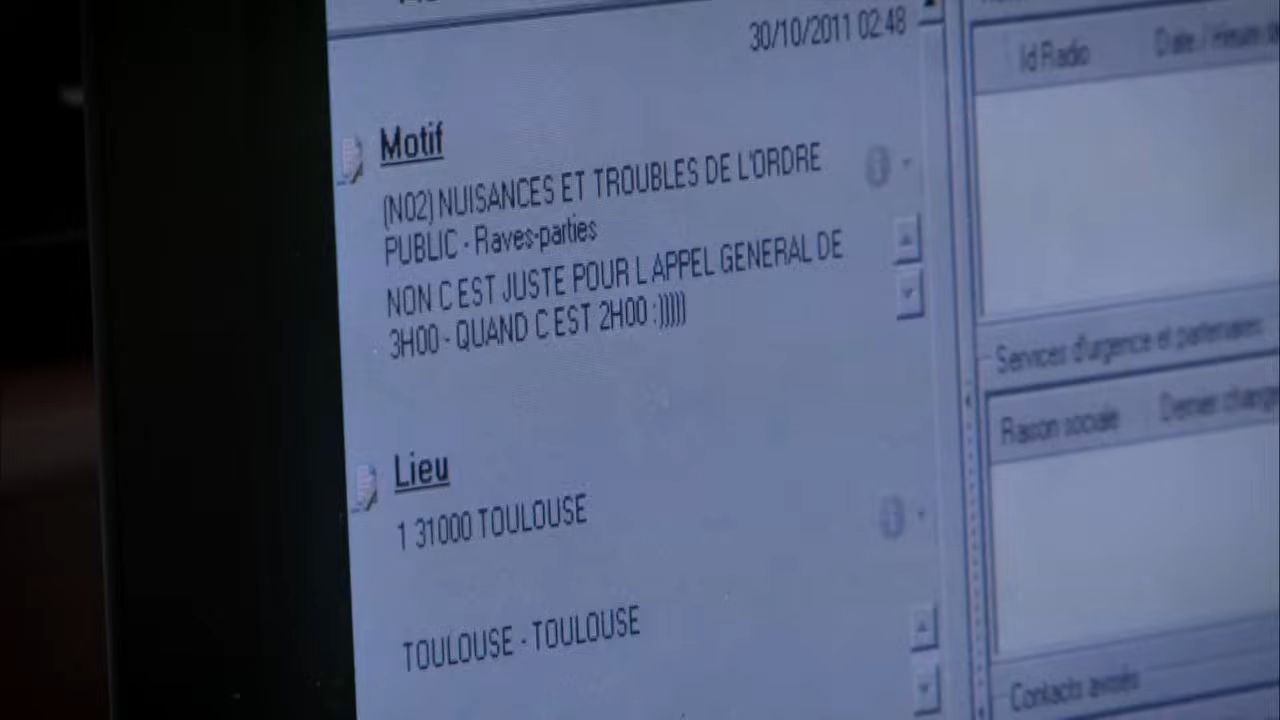 30/10/2011 02:48
Id Radio
Date / Heure
Motif
(N02) NUISANCES ET TROUBLES DE L'ORDRE
PUBLIC - Raves-parties
NON C EST JUSTE POUR L APPEL GENERAL DE
3H00 - QUAND C EST 2H00 :)))))
Services d'urgence et partenaires
Raison sociale
Dernier
Lieu
1 31000 TOULOUSE
TOULOUSE - TOULOUSE
Contacts avisés